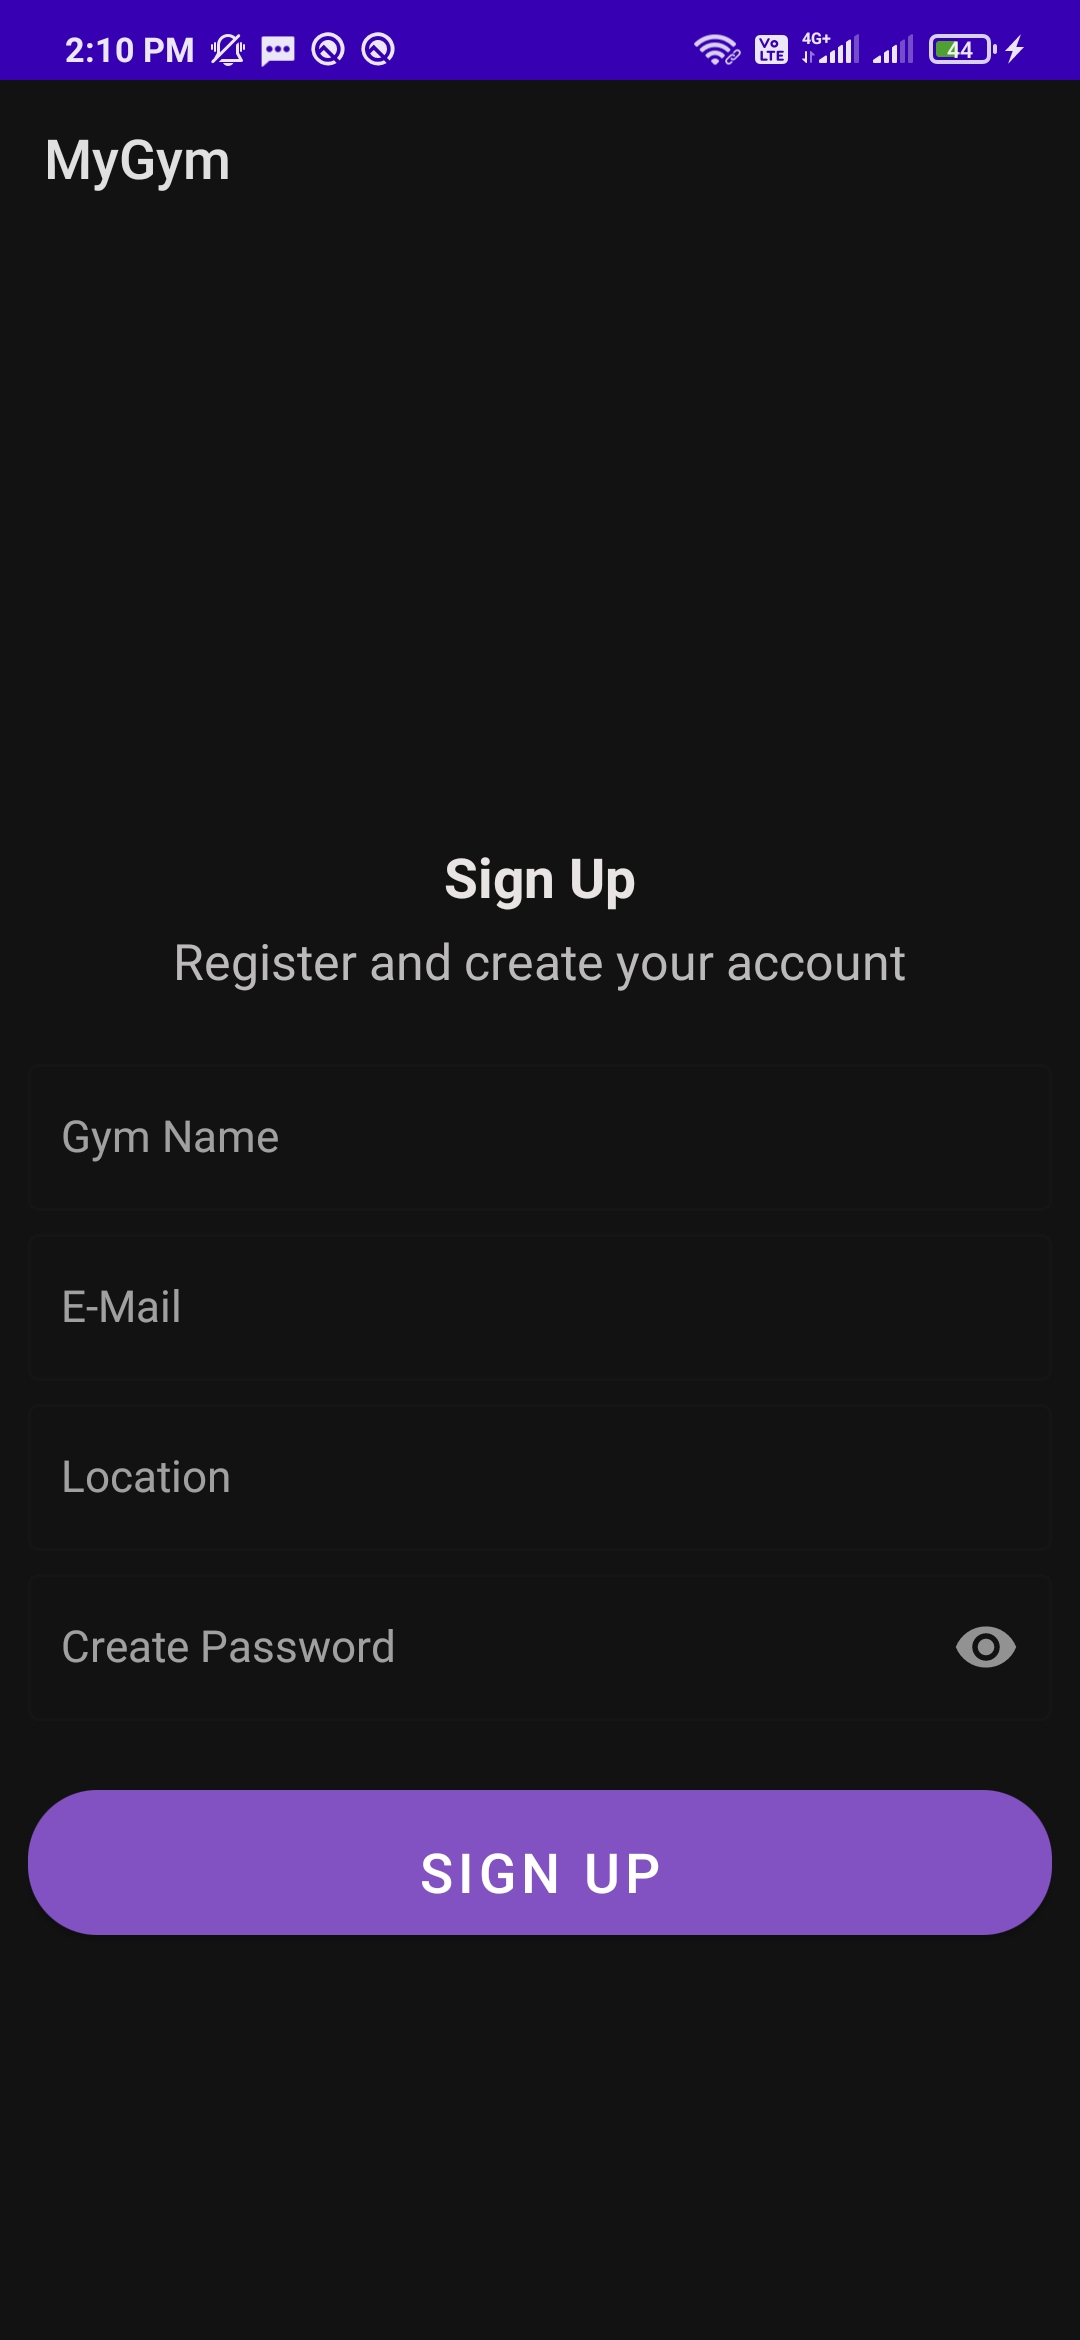 2:10 PM
Vo LTE 4G+ 44
MyGym
Sign Up
Register and create your account
Gym Name
E-Mail
Location
Create Password
SIGN UP